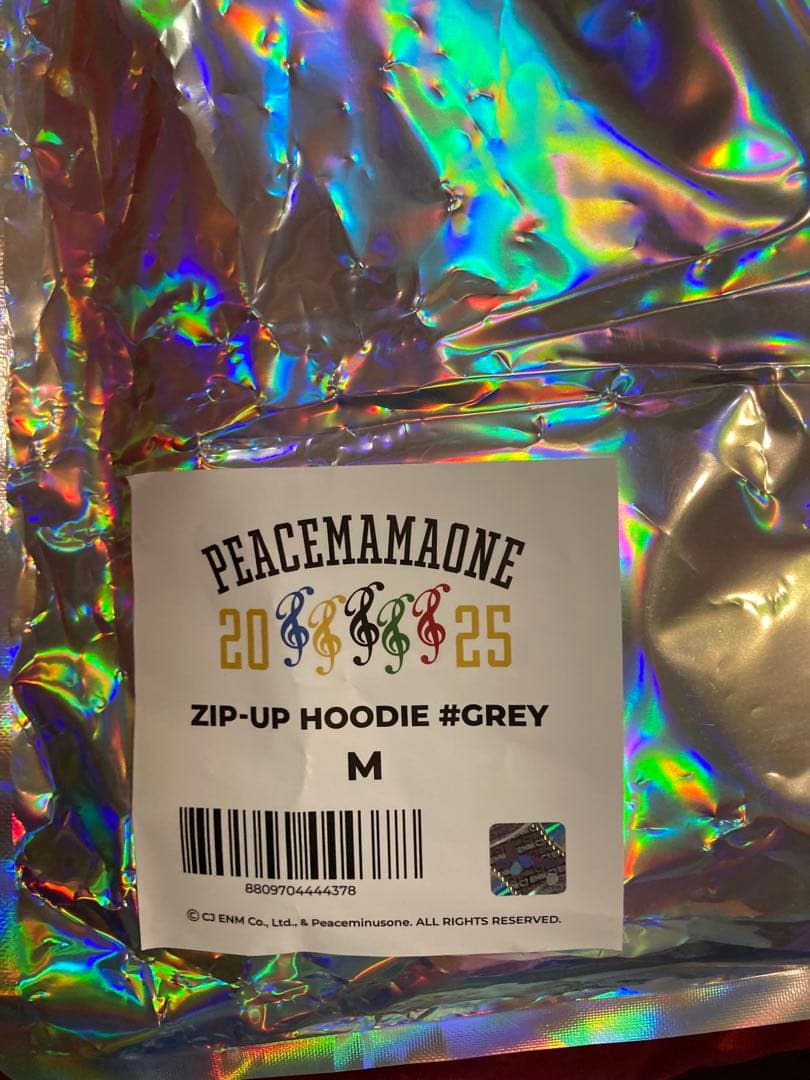 PEACEMAMAONE
20 25
ZIP-UP HOODIE #GREY
M
8809704444378
© CJ ENM Co., Ltd., & Peaceminusone. ALL RIGHTS RESERVED.